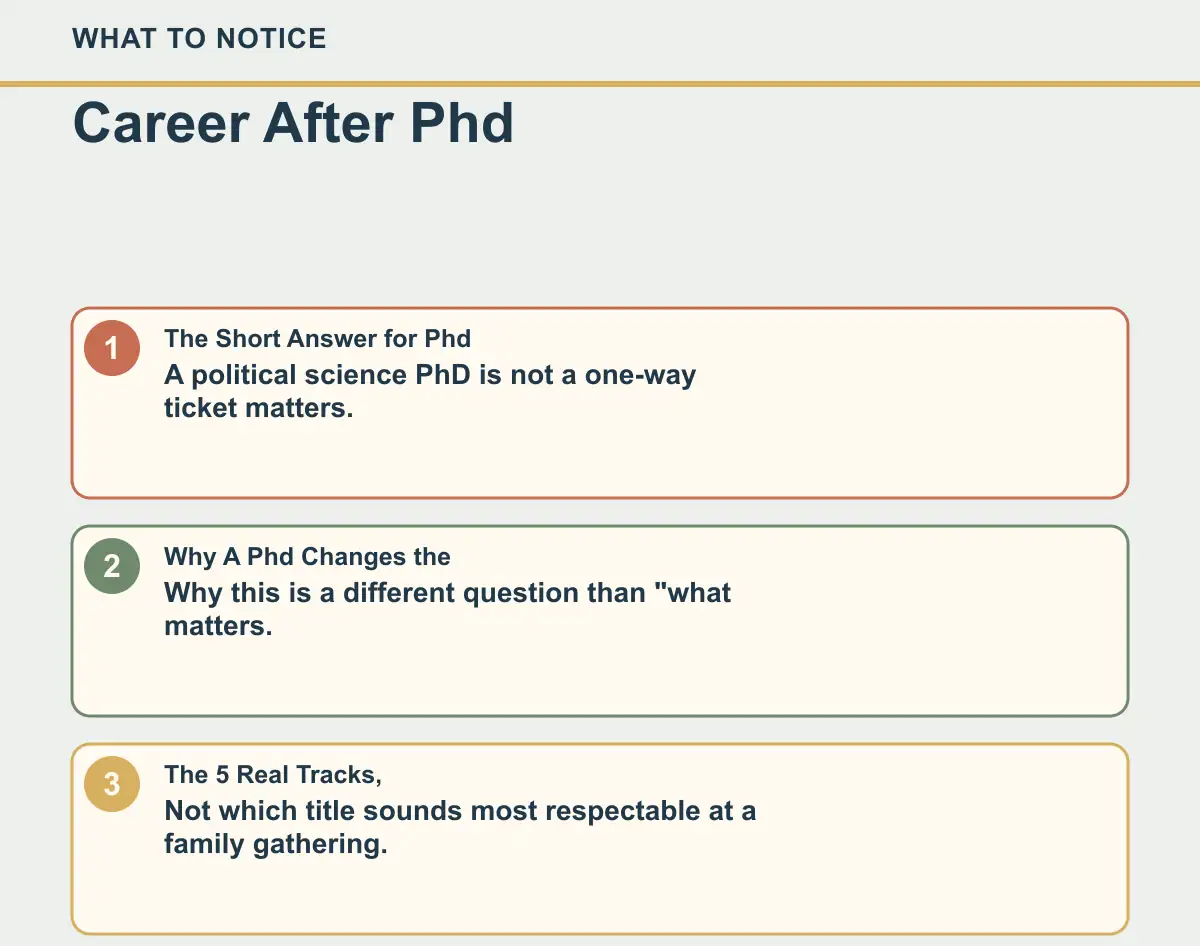 WHAT TO NOTICE
Career After Phd
1
The Short Answer for Phd
A political science PhD is not a one-way
ticket matters.
2
Why A Phd Changes the
Why this is a different question than "what
matters.
3
The 5 Real Tracks,
Not which title sounds most respectable at a
family gathering.